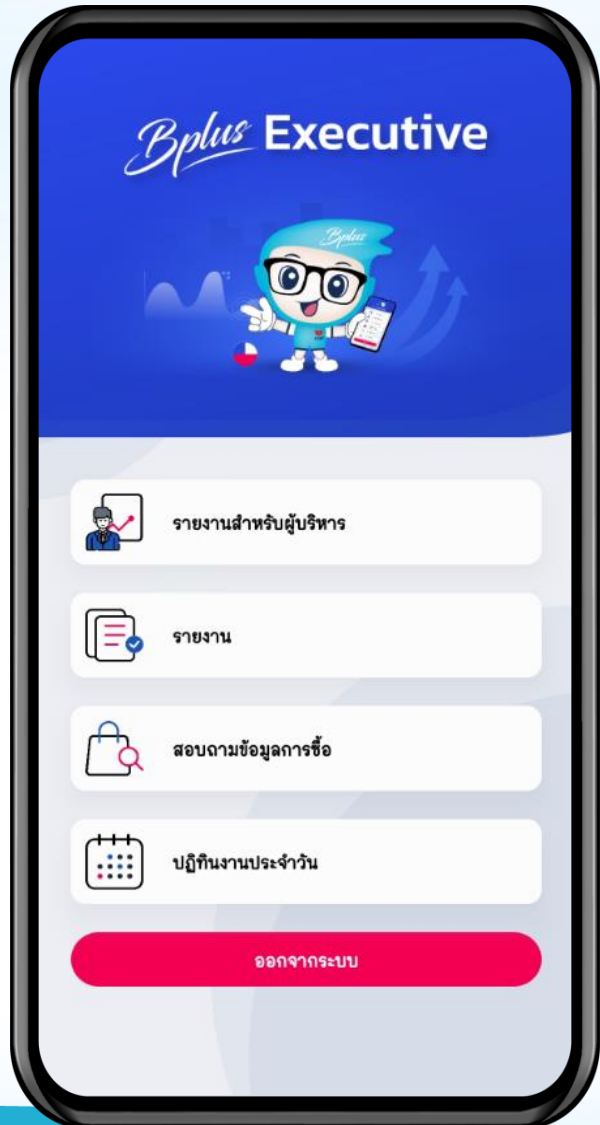 Bplus Executive
Bplus
รายงานสำหรับผู้บริหาร
รายงาน
สอบถามข้อมูลการซื้อ
ปฏิทินงานประจำวัน
ออกจากระบบ